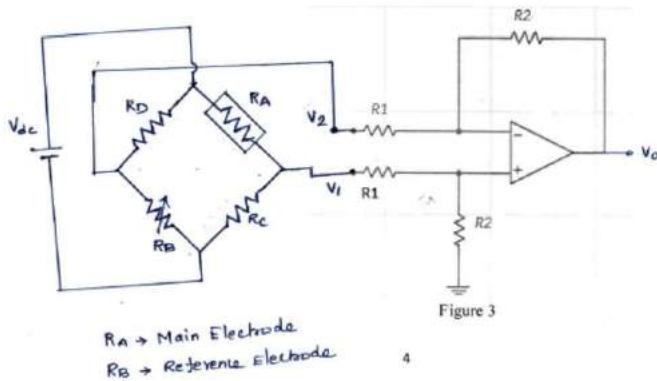 R2
RD
RA
R1
V2
Vdc
−
+
Vo
V1
R1
RB
RC
R2
Figure 3
RA → Main Electrode
RB → Reference Electrode
4